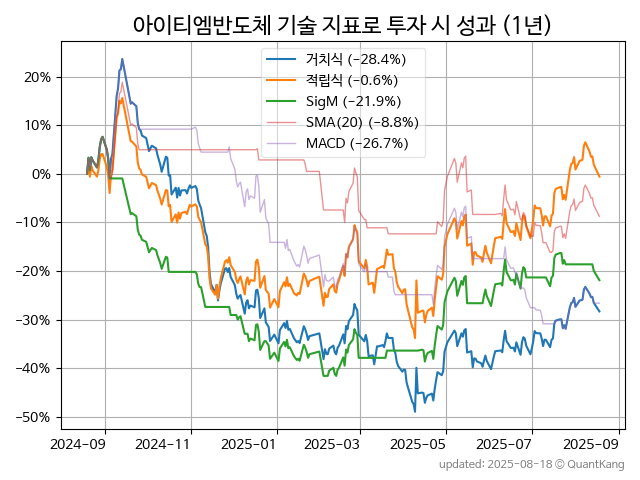 아이티엠반도체 기술 지표로 투자 시 성과 (1년)
거치식 (−28.4%)
적립식 (−0.6%)
SigM (−21.9%)
SMA(20) (−8.8%)
MACD (−26.7%)
20%
10%
0%
−10%
−20%
−30%
−40%
−50%
2024−09
2024−11
2025−01
2025−03
2025−05
2025−07
2025−09
updated: 2025−08−18 © QuantKang